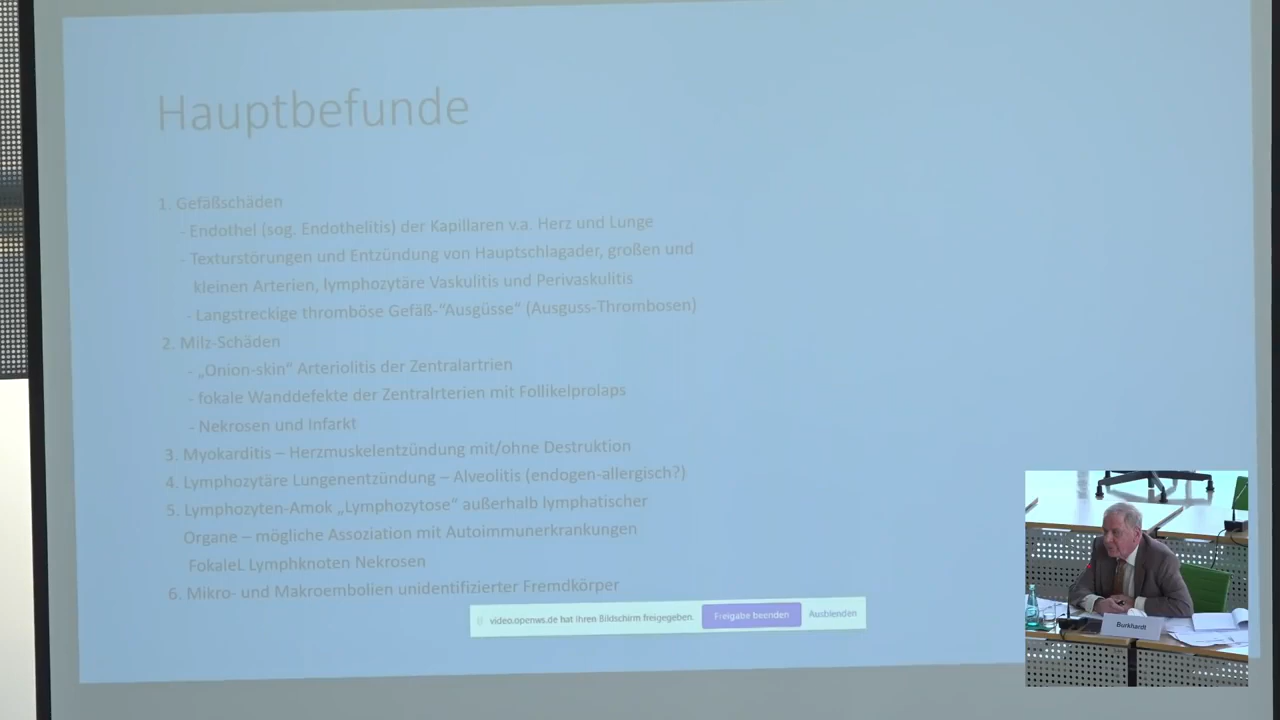 Hauptbefunde
1. Gefäßschäden
- Endothel (sog. Endothelitis) der Kapillaren v.a. Herz und Lunge
- Texturstörungen und Entzündung von Hauptschlagader, großen und
kleinen Arterien, lymphozytäre Vaskulitis und Perivaskulitis
- Langstreckige thromböse Gefäß-"Ausgüsse“ (Ausguss-Thrombosen)
2. Milz-Schäden
- „Onion-skin“ Arteriolitis der Zentralartrien
- fokale Wanddefekte der Zentralrterien mit Follikelprolaps
- Nekrosen und Infarkt
3. Myokarditis – Herzmuskelentzündung mit/ohne Destruktion
4. Lymphozytäre Lungenentzündung – Alveolitis (endogen-allergisch?)
5. Lymphozyten-Amok „Lymphozytose“ außerhalb lymphatischer
Organe – mögliche Assoziation mit Autoimmunerkrankungen
FokaleL Lymphknoten Nekrosen
6. Mikro- und Makroembolien unidentifizierter Fremdkörper
video.openws.de hat Ihren Bildschirm freigegeben. Freigabe beenden Ausblenden
Burkhardt